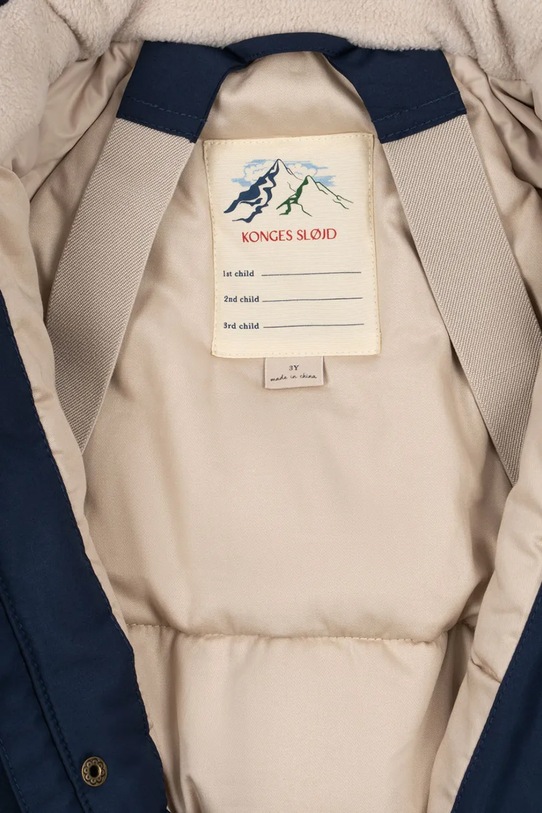 KONGES SLØJD
1st child
2nd child
3rd child
3Y
made in china